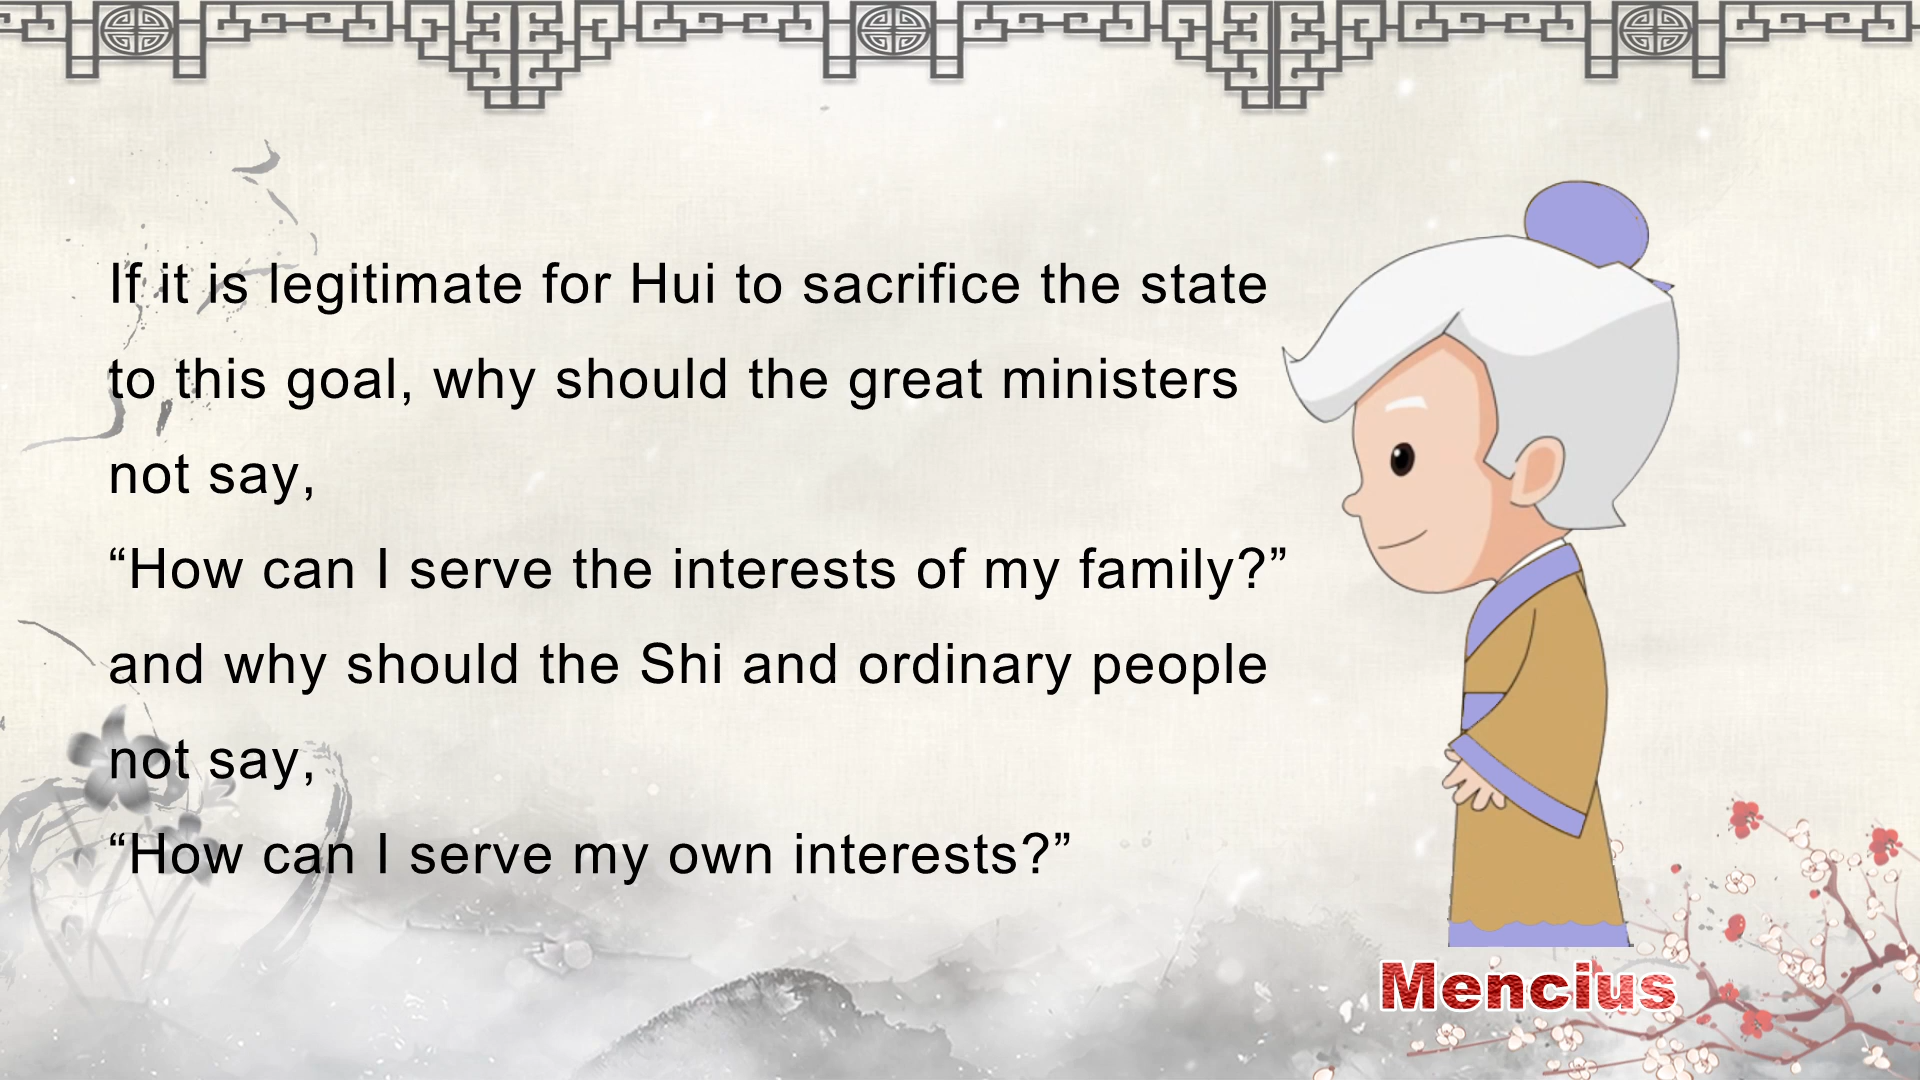 If it is legitimate for Hui to sacrifice the state
to this goal, why should the great ministers
not say,
“How can I serve the interests of my family?”
and why should the Shi and ordinary people
not say,
“How can I serve my own interests?”
Mencius